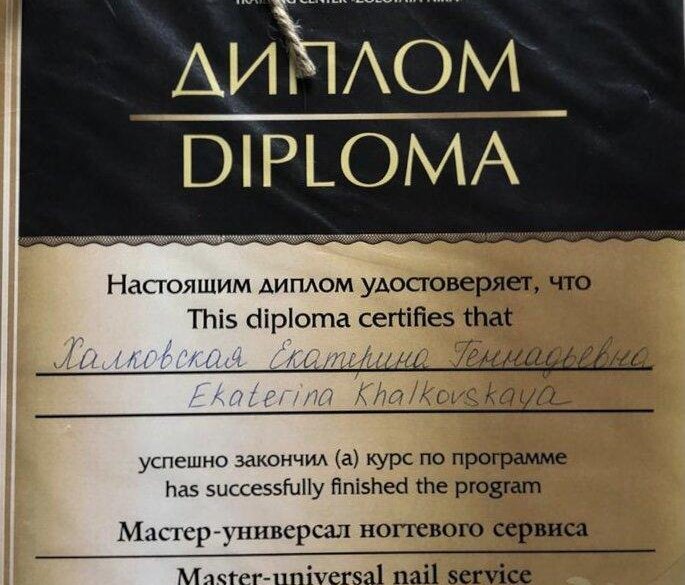 ДИПЛОМ
DIPLOMA
Настоящим диплом удостоверяет, что
This diploma certifies that
Халковская Екатерина Геннадьевна
Ekaterina Khalkovskaya
успешно закончил (а) курс по программе
has successfully finished the program
Мастер-универсал ногтевого сервиса
Master-universal nail service